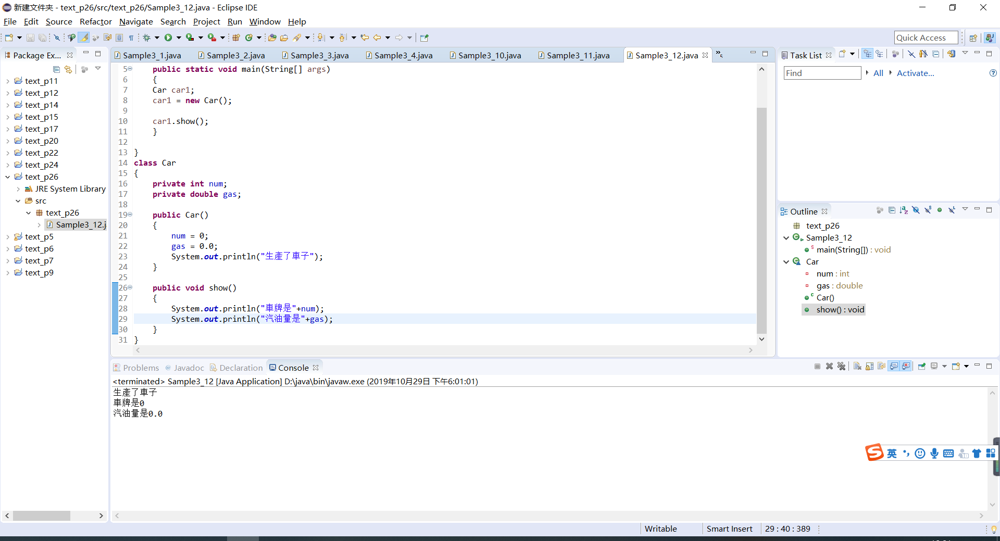 新建文件夹 - text_p26/src/text_p26/Sample3_12.java - Eclipse IDE
File Edit Source Refactor Navigate Search Project Run Window Help
Quick Access
Package Ex...
text_p11
text_p12
text_p14
text_p15
text_p17
text_p20
text_p22
text_p24
text_p26
JRE System Library
src
text_p26
Sample3_12.j
text_p5
text_p6
text_p7
text_p9
Sample3_1.java Sample3_2.java Sample3_3.java Sample3_4.java Sample3_10.java Sample3_11.java Sample3_12.java »5
5 public static void main(String[] args)
6 {
7 Car car1;
8 car1 = new Car();
9
10 car1.show();
11 }
12
13 }
14 class Car
15 {
16 private int num;
17 private double gas;
18
19 public Car()
20 {
21 num = 0;
22 gas = 0.0;
23 System.out.println("生產了車子");
24 }
25
26 public void show()
27 {
28 System.out.println("車牌是"+num);
29 System.out.println("汽油量是"+gas);
30 }
31 }
Task List
Find All Activate...
Outline
text_p26
Sample3_12
main(String[]) : void
Car
num : int
gas : double
Car()
show() : void
Problems Javadoc Declaration Console
<terminated> Sample3_12 [Java Application] D:\java\bin\javaw.exe (2019年10月29日 下午6:01:01)
生產了車子
車牌是0
汽油量是0.0
S 英
Writable Smart Insert 29 : 40 : 389